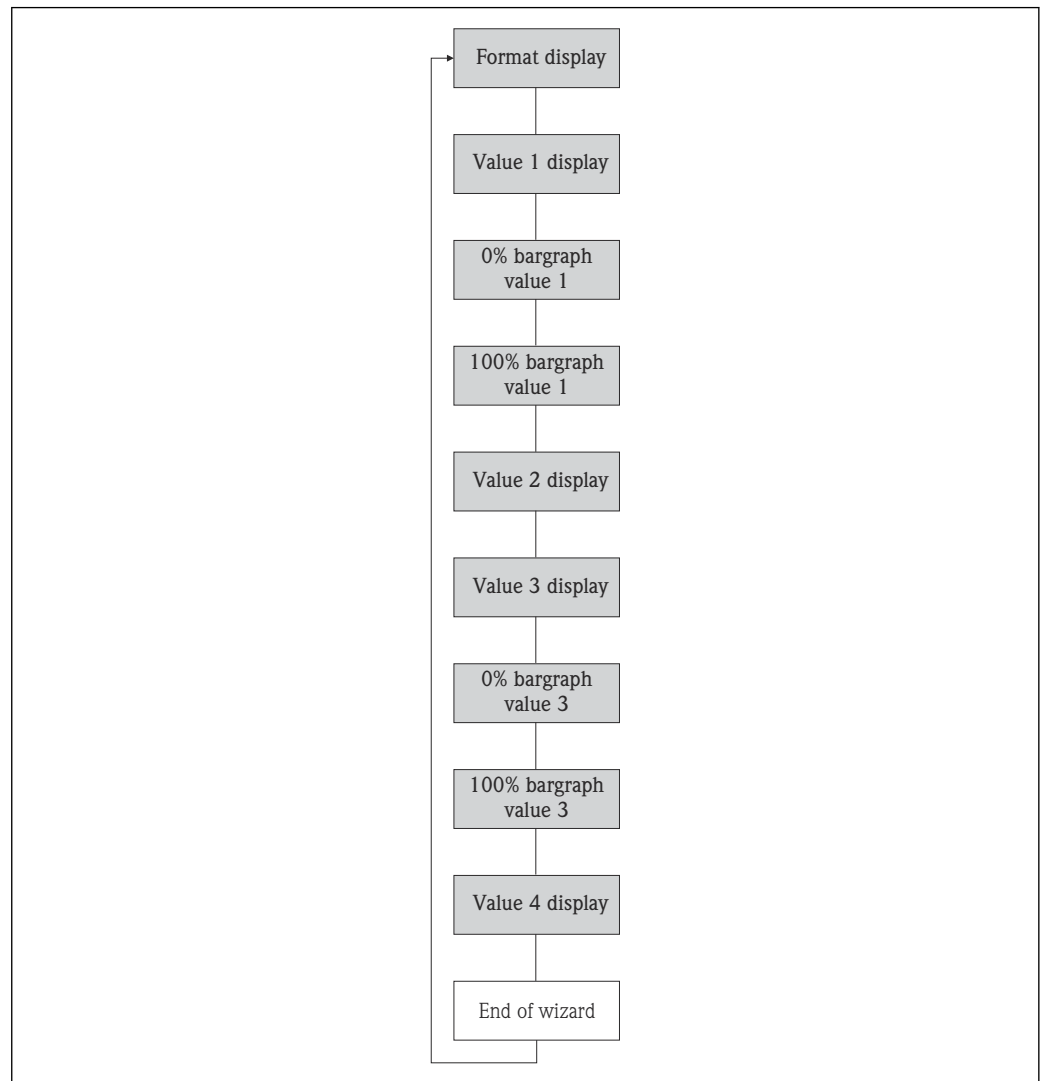 Format display
Value 1 display
0% bargraph
value 1
100% bargraph
value 1
Value 2 display
Value 3 display
0% bargraph
value 3
100% bargraph
value 3
Value 4 display
End of wizard